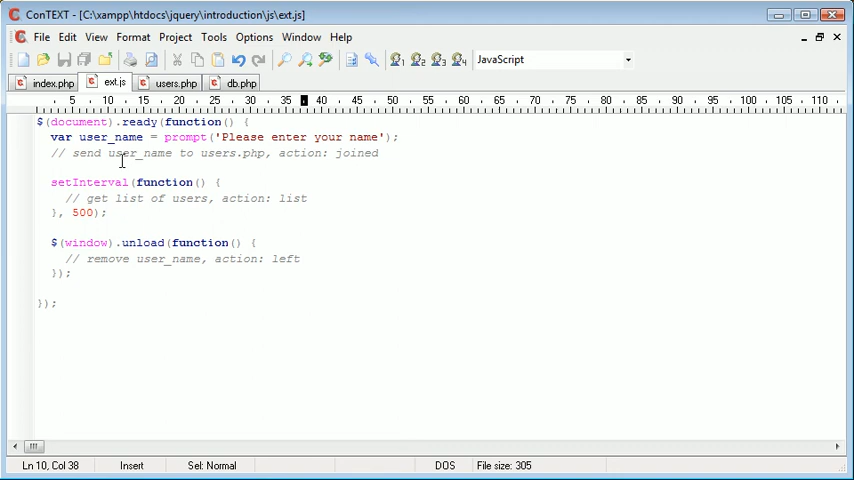 ConTEXT - [C:\xampp\htdocs\jquery\introduction\js\ext.js]
File Edit View Format Project Tools Options Window Help
1 2 3 4 JavaScript
index.php ext.js users.php db.php
5 10 15 20 25 30 35 40 45 50 55 60 65 70 75 80 85 90 95 100 105 110
$(document).ready(function() {
var user_name = prompt('Please enter your name');
// send user_name to users.php, action: joined
setInterval(function() {
// get list of users, action: list
}, 500);
$(window).unload(function() {
// remove user_name, action: left
});
});
Ln 10, Col 38 Insert Sel: Normal DOS File size: 305